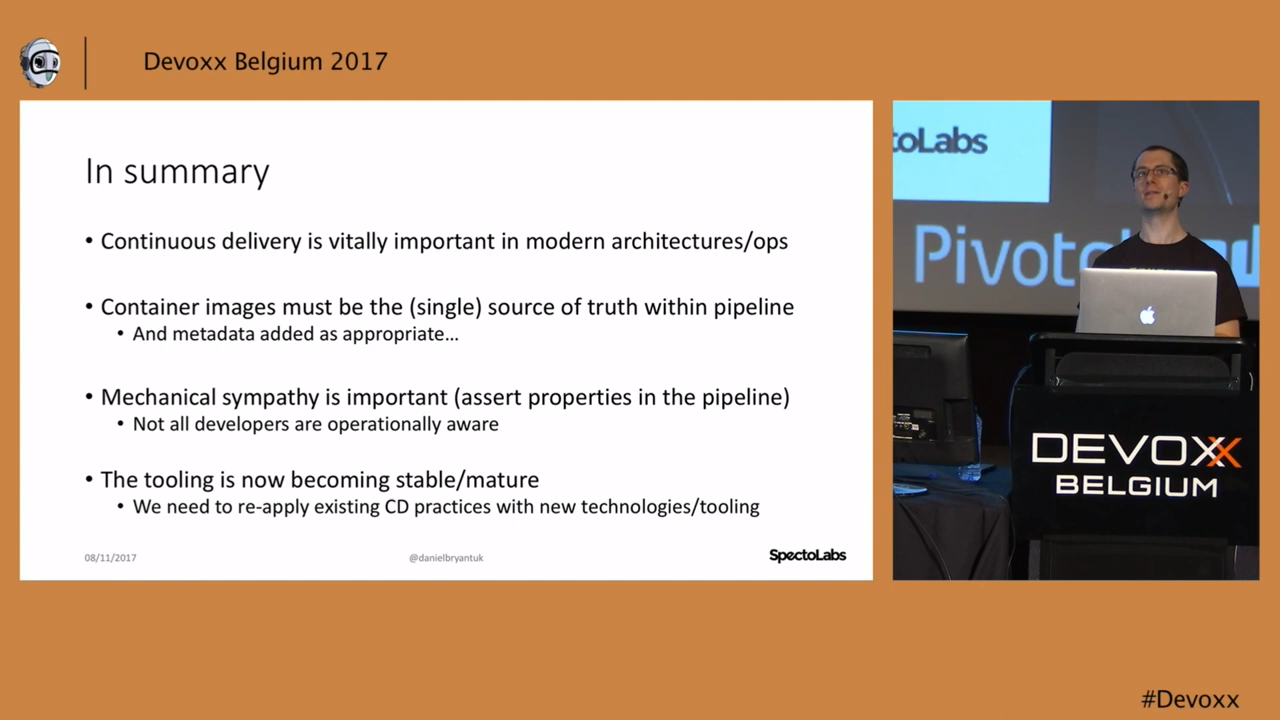 Devoxx Belgium 2017
In summary
• Continuous delivery is vitally important in modern architectures/ops
• Container images must be the (single) source of truth within pipeline
• And metadata added as appropriate...
• Mechanical sympathy is important (assert properties in the pipeline)
• Not all developers are operationally aware
• The tooling is now becoming stable/mature
• We need to re-apply existing CD practices with new technologies/tooling
08/11/2017
@danielbryantuk
SpectoLabs
toLabs
Pivot
DEVOXX
BELGIUM
#Devoxx